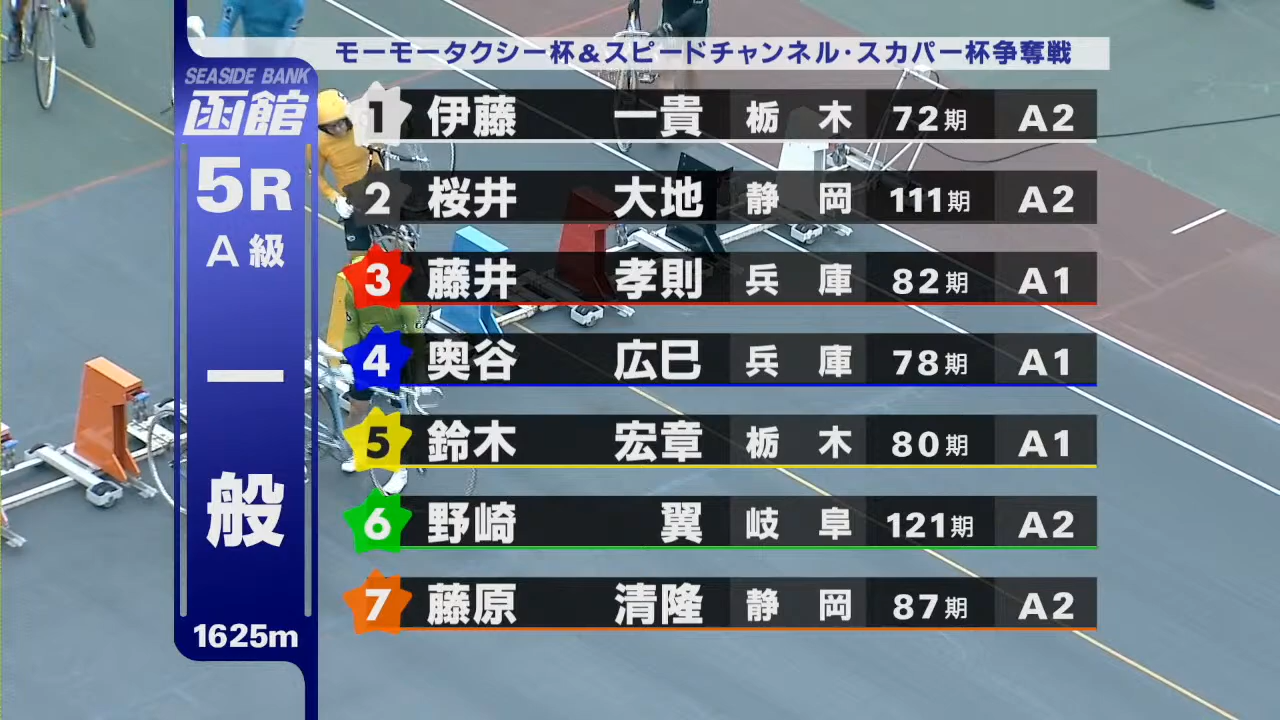 モーモータクシー杯&スピードチャンネル・スカパー杯争奪戦
SEASIDE BANK
函館
5R
A級
一般
1625m
1 伊藤 一貴 栃木 72期 A2
2 桜井 大地 静岡 111期 A2
3 藤井 孝則 兵庫 82期 A1
4 奥谷 広巳 兵庫 78期 A1
5 鈴木 宏章 栃木 80期 A1
6 野崎 翼 岐阜 121期 A2
7 藤原 清隆 静岡 87期 A2